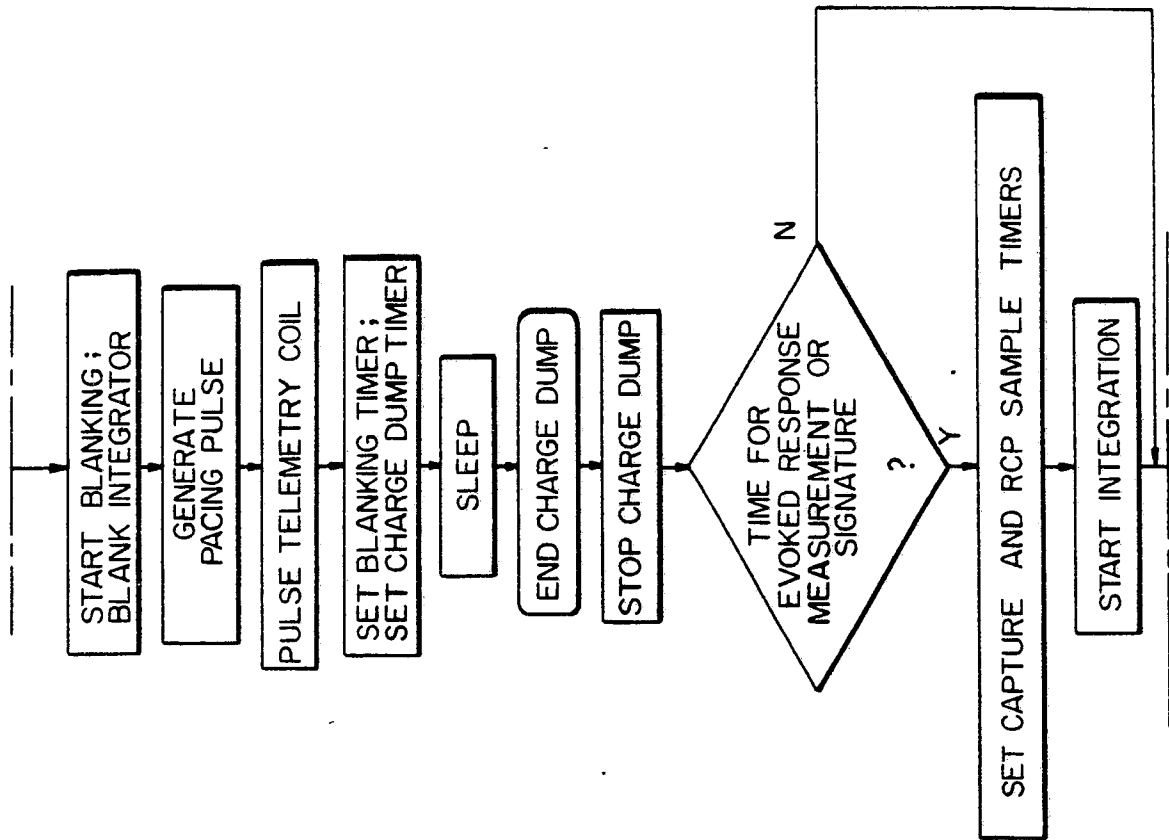 START BLANKING;
BLANK INTEGRATOR
GENERATE
PACING PULSE
PULSE TELEMETRY COIL
SET BLANKING TIMER;
SET CHARGE DUMP TIMER
SLEEP
END CHARGE DUMP
STOP CHARGE DUMP
TIME FOR
EVOKED RESPONSE
MEASUREMENT OR
SIGNATURE
?
N
Y
SET CAPTURE AND RCP SAMPLE TIMERS
START INTEGRATION